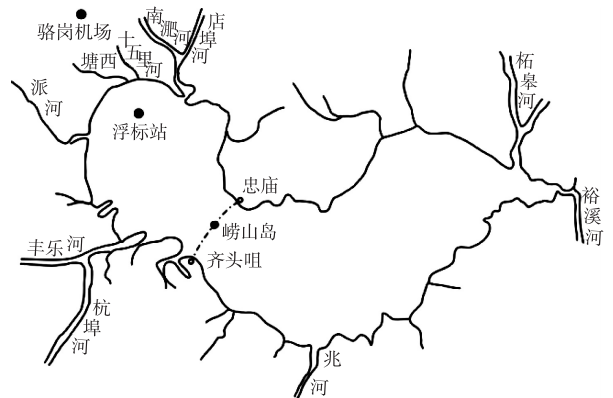 骆岗机场
南淝河
店埠河
十五里河
塘西
派河
浮标站
柘皋河
忠庙
裕溪河
崂山岛
丰乐河
齐头咀
杭埠河
兆河